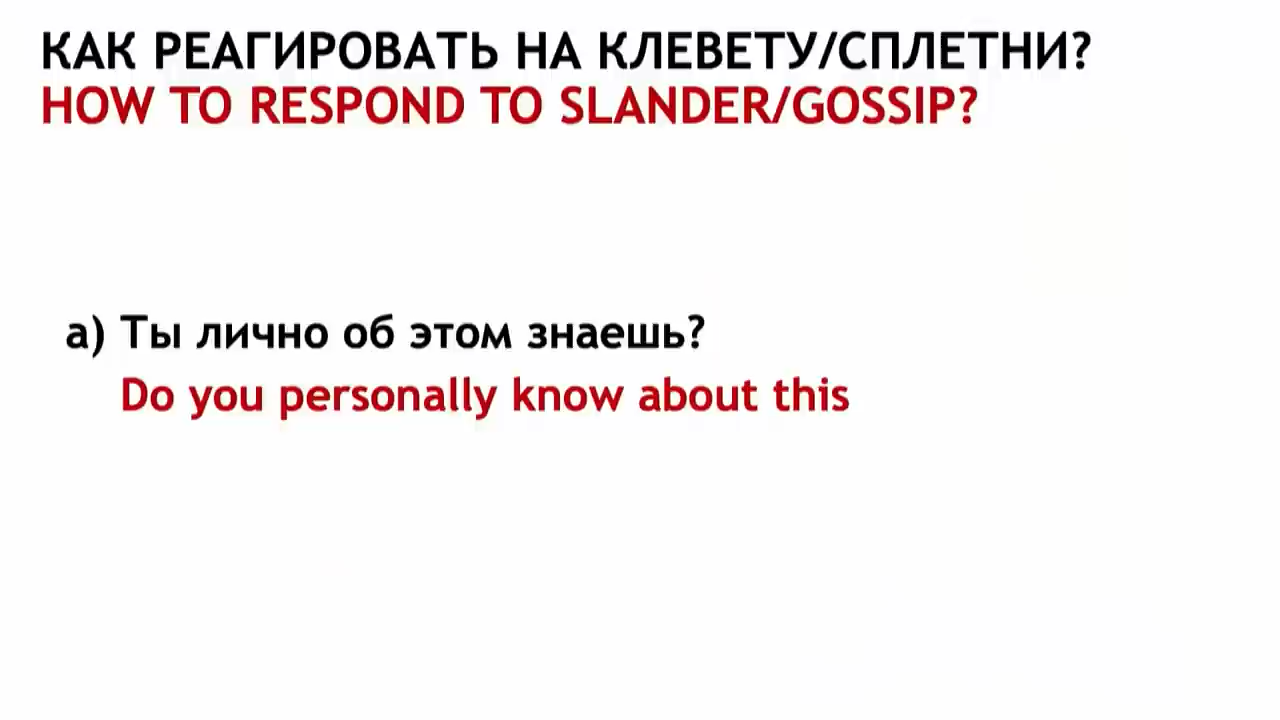 КАК РЕАГИРОВАТЬ НА КЛЕВЕТУ/СПЛЕТНИ?
HOW TO RESPOND TO SLANDER/GOSSIP?
а) Ты лично об этом знаешь?
Do you personally know about this